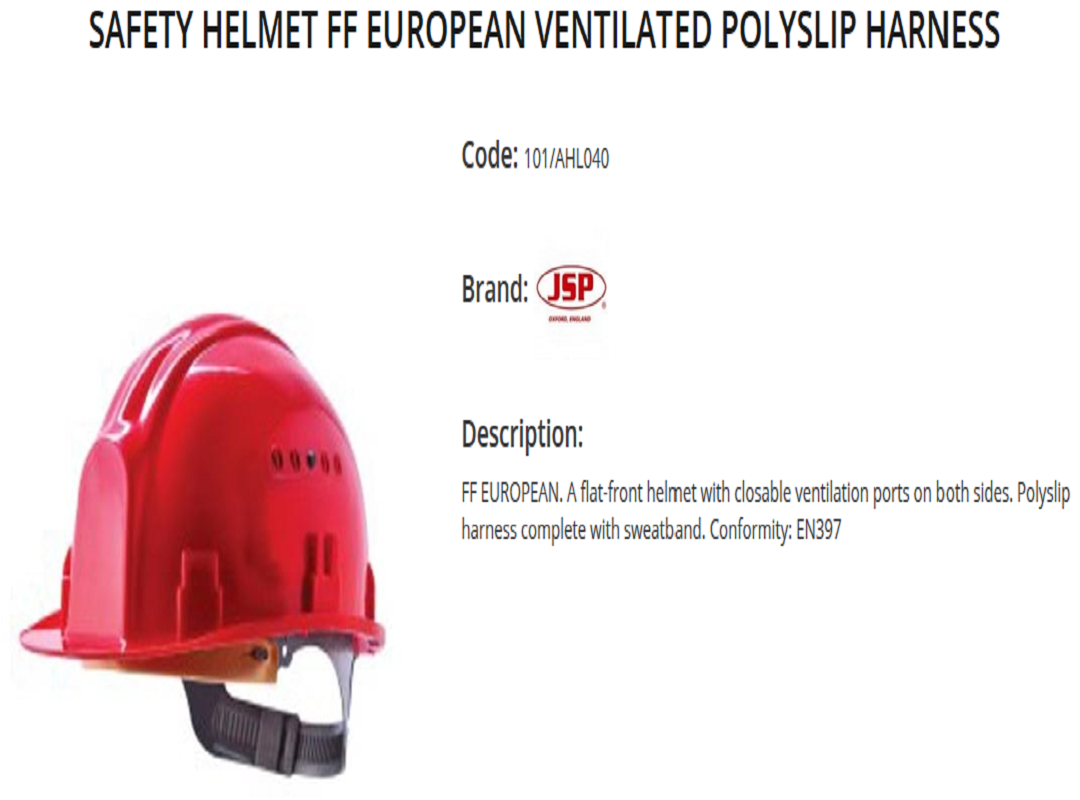 SAFETY HELMET FF EUROPEAN VENTILATED POLYSLIP HARNESS
Code: 101/AHL040
Brand: JSP
OXFORD, ENGLAND
Description:
FF EUROPEAN. A flat-front helmet with closable ventilation ports on both sides. Polyslip
harness complete with sweatband. Conformity: EN397